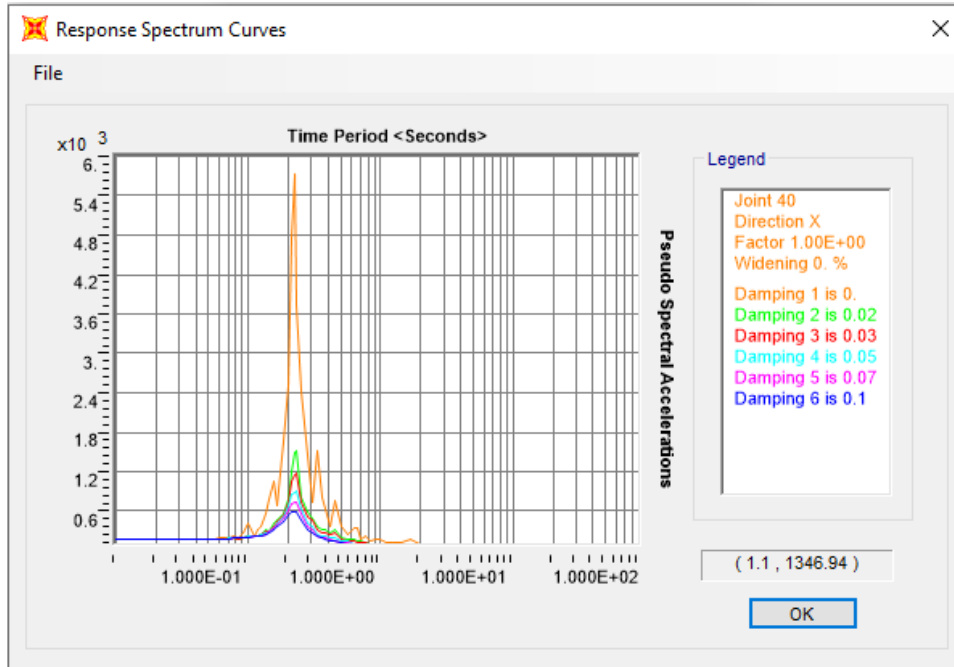 Response Spectrum Curves
File
Time Period <Seconds>
x10 3
6.
5.4
4.8
4.2
3.6
3.
2.4
1.8
1.2
0.6
1.000E-01
1.000E+00
1.000E+01
1.000E+02
Pseudo Spectral Accelerations
Legend
Joint 40
Direction X
Factor 1.00E+00
Widening 0. %
Damping 1 is 0.
Damping 2 is 0.02
Damping 3 is 0.03
Damping 4 is 0.05
Damping 5 is 0.07
Damping 6 is 0.1
( 1.1 , 1346.94 )
OK